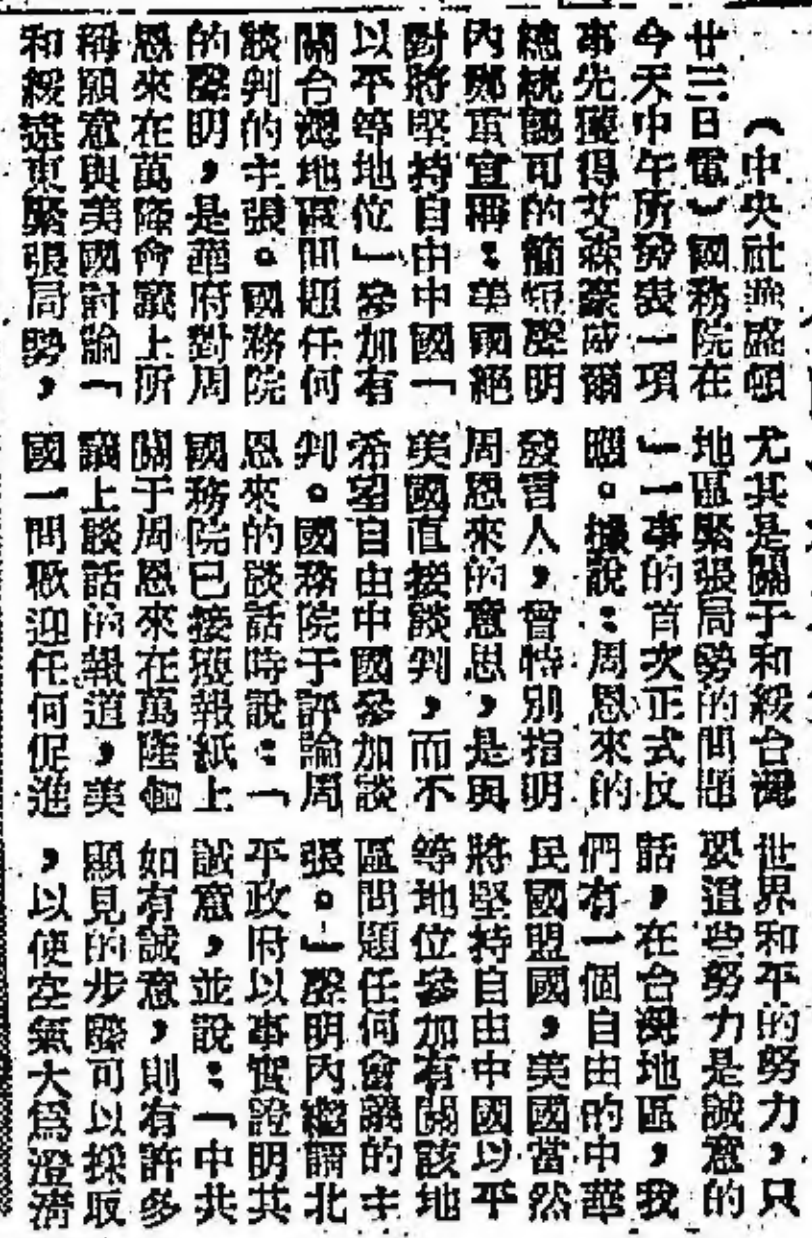 （中央社華盛頓
廿三日電）國務院在
今天中午所發表一項
事先獲得艾森豪威爾
總統認可的簡短聲明
內鄭重宣稱：美國絕
對將堅持自由中國「
以平等地位」參加有
關台灣地區問題任何
談判的主張。國務院
的聲明，是華府對周
恩來在萬隆會議上所
稱願意與美國討論「
和緩遠東緊張局勢，
尤其是關于和緩台灣
地區緊張局勢的問題
」一事的首次正式反
應。據說：周恩來的
發言人，曾特別指明
周恩來的意思，是與
美國直接談判，而不
希望自由中國參加談
判。國務院于評論周
恩來的談話時說：「
國務院已接獲報紙上
關于周恩來在萬隆會
議上談話的報道，美
國一問歡迎任何促進
世界和平的努力，只
要這些努力是誠意的
話，在台灣地區，我
們有一個自由的中華
民國盟國，美國當然
將堅持自由中國以平
等地位參加有關該地
區問題任何會議的主
張。」聲明內繼謂北
平政府以事實證明其
誠意，並說：「中共
如有誠意，則有許多
顯見的步驟可以採取
，以使空氣大為澄清